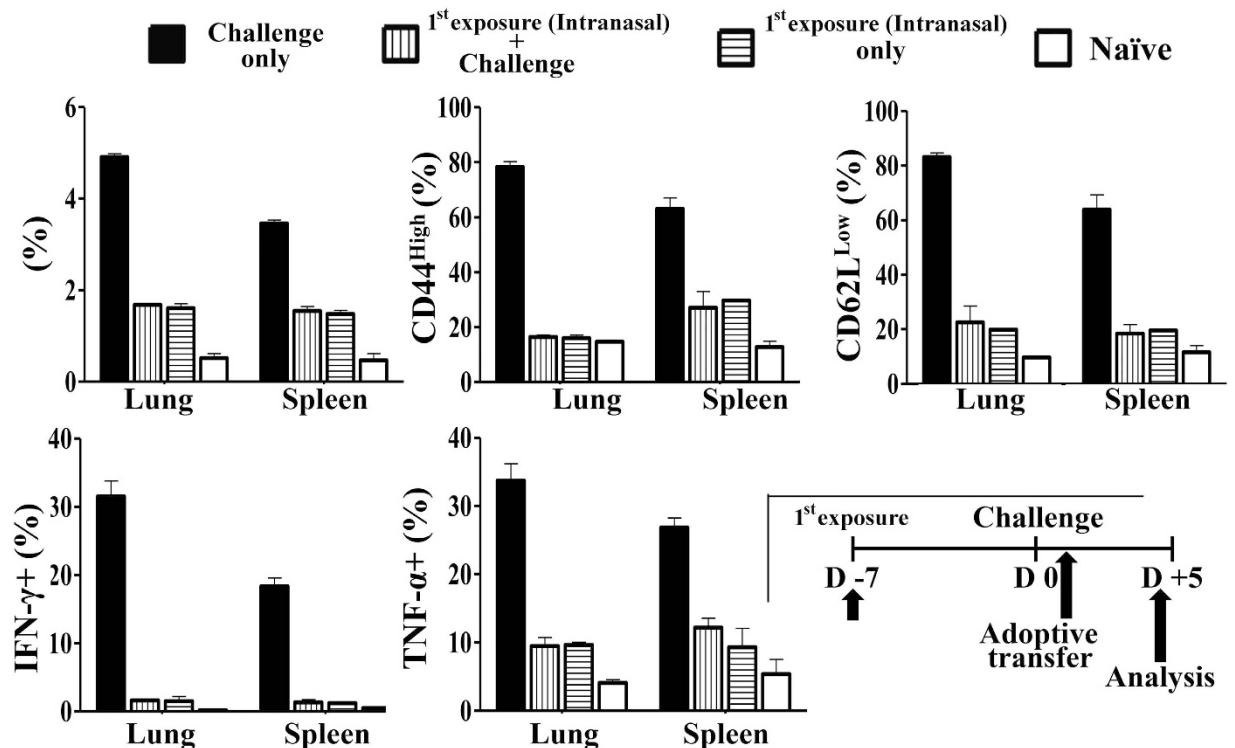 Challenge only
1st exposure (Intranasal) + Challenge
1st exposure (Intranasal) only
Naïve
(%)
6
4
2
0
Lung Spleen
CD44High (%)
100
80
60
40
20
0
Lung Spleen
CD62LLow (%)
100
80
60
40
20
0
Lung Spleen
IFN-γ+ (%)
40
30
20
10
0
Lung Spleen
TNF-α+ (%)
40
30
20
10
0
Lung Spleen
1st exposure Challenge
D -7 D 0 D +5
Adoptive
transfer
Analysis